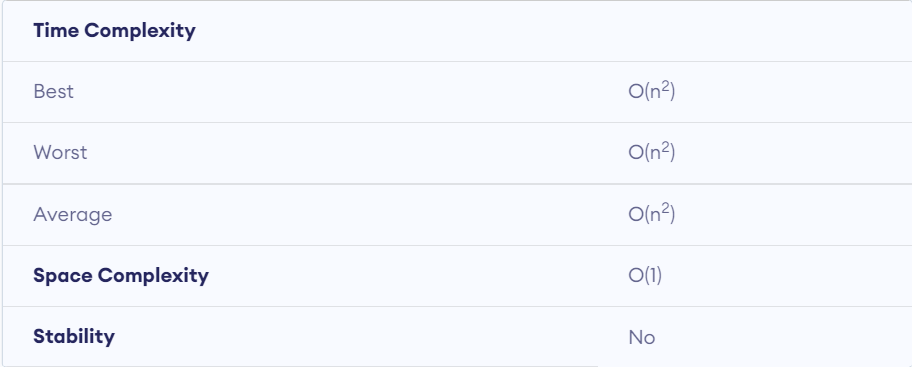 Time Complexity
Best O(n²)
Worst O(n²)
Average O(n²)
Space Complexity O(1)
Stability No